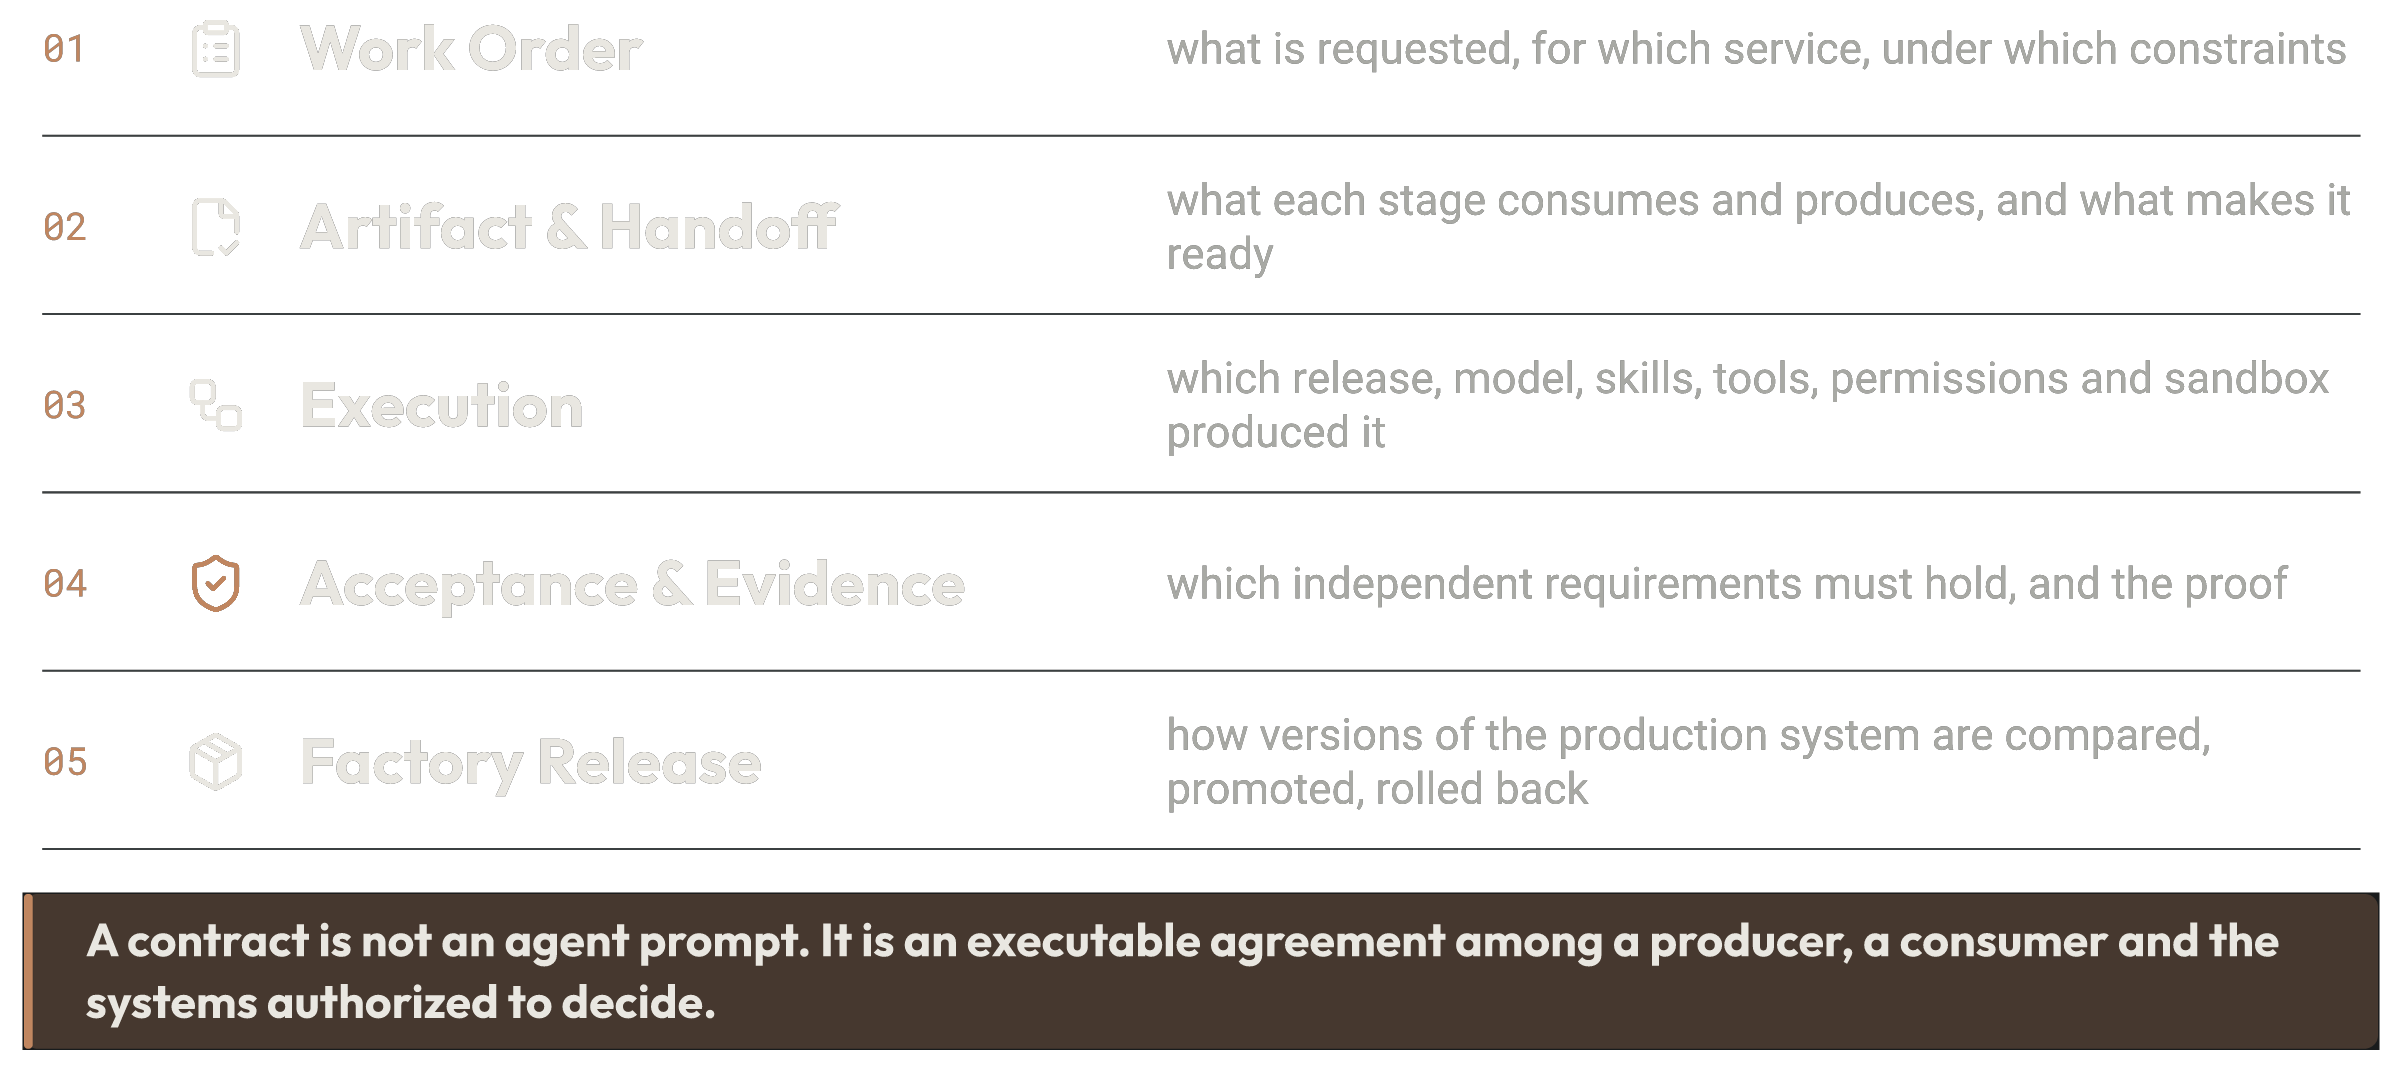 01 Work Order what is requested, for which service, under which constraints
02 Artifact & Handoff what each stage consumes and produces, and what makes it
ready
03 Execution which release, model, skills, tools, permissions and sandbox
produced it
04 Acceptance & Evidence which independent requirements must hold, and the proof
05 Factory Release how versions of the production system are compared,
promoted, rolled back
A contract is not an agent prompt. It is an executable agreement among a producer, a consumer and the
systems authorized to decide.